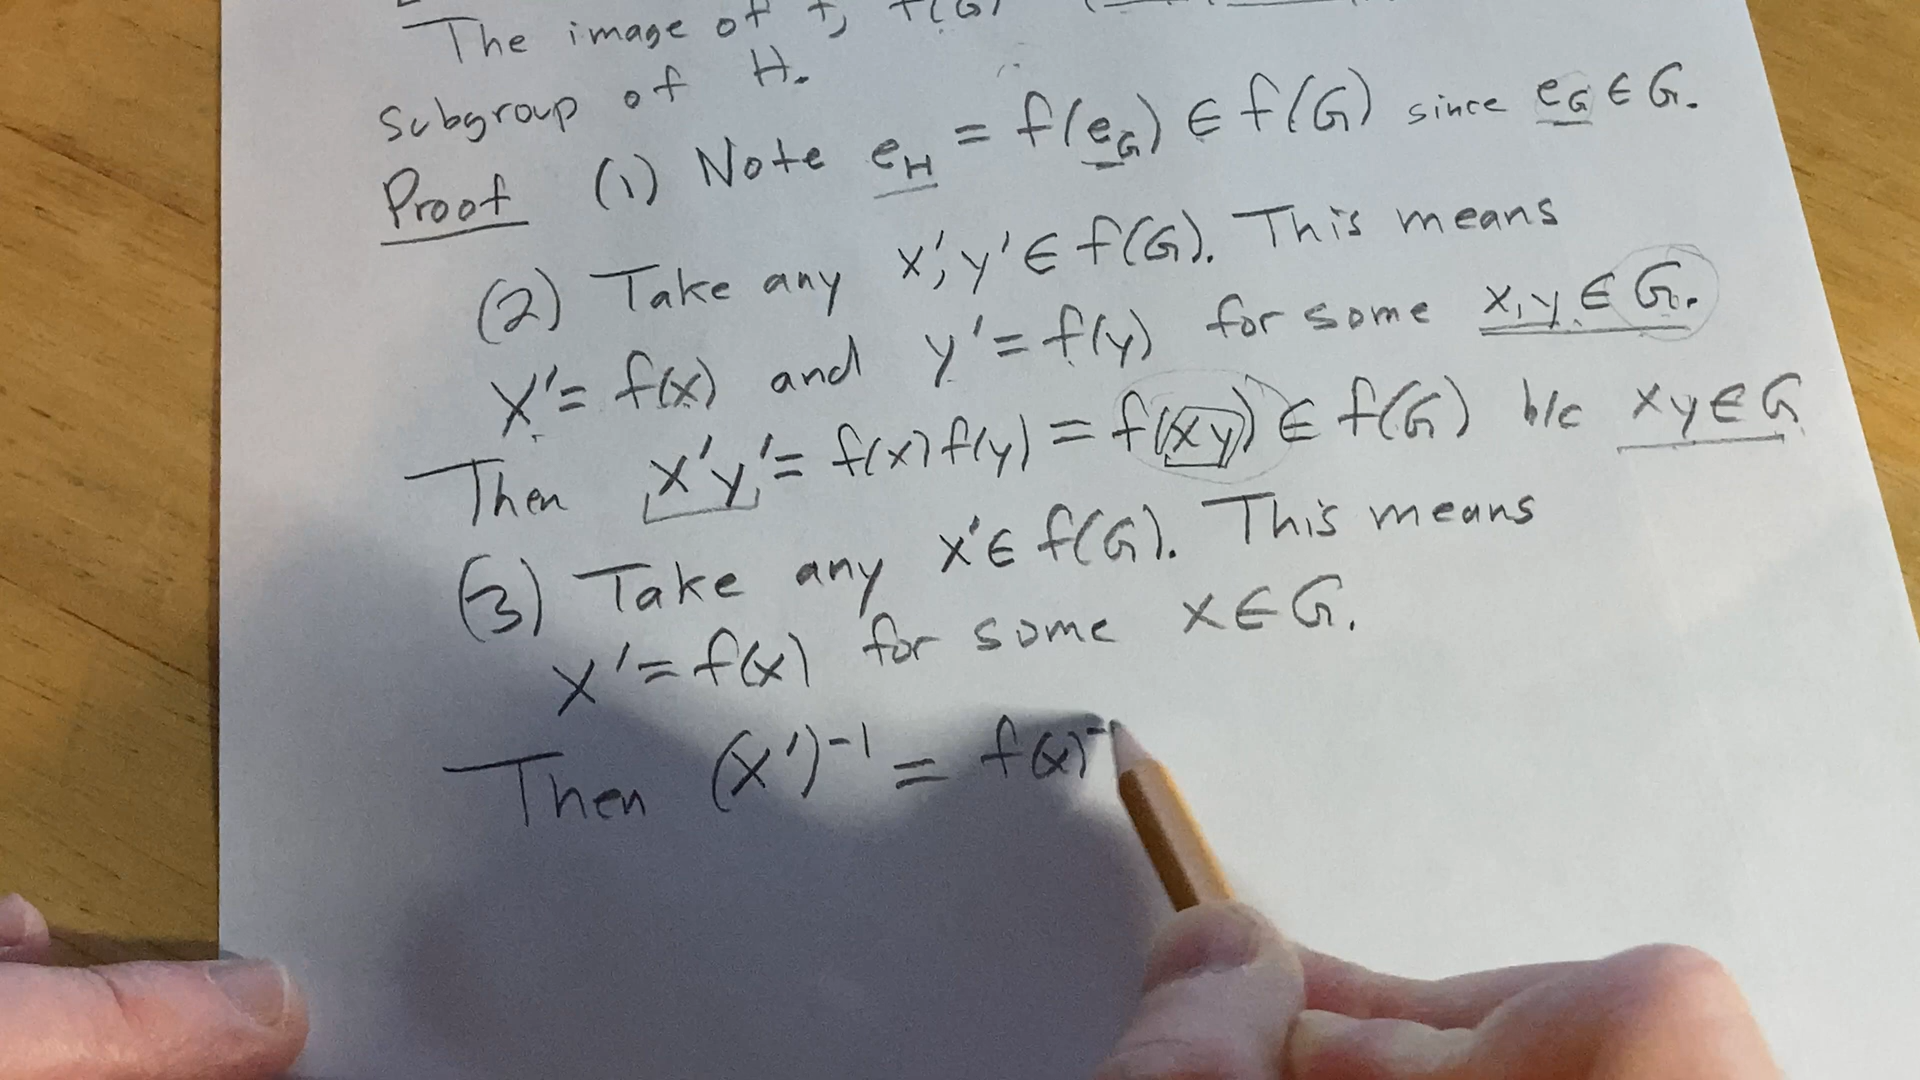 The image of f, f(G)
Subgroup of H.
Proof (1) Note e_H = f(e_G) ∈ f(G) since e_G ∈ G.
(2) Take any x', y' ∈ f(G). This means
x' = f(x) and y' = f(y) for some x, y ∈ G.
Then x'y' = f(x)f(y) = f(xy) ∈ f(G) b/c xy ∈ G
(3) Take any x' ∈ f(G). This means
x' = f(x) for some x ∈ G.
Then (x')^-1 = f(x)^-